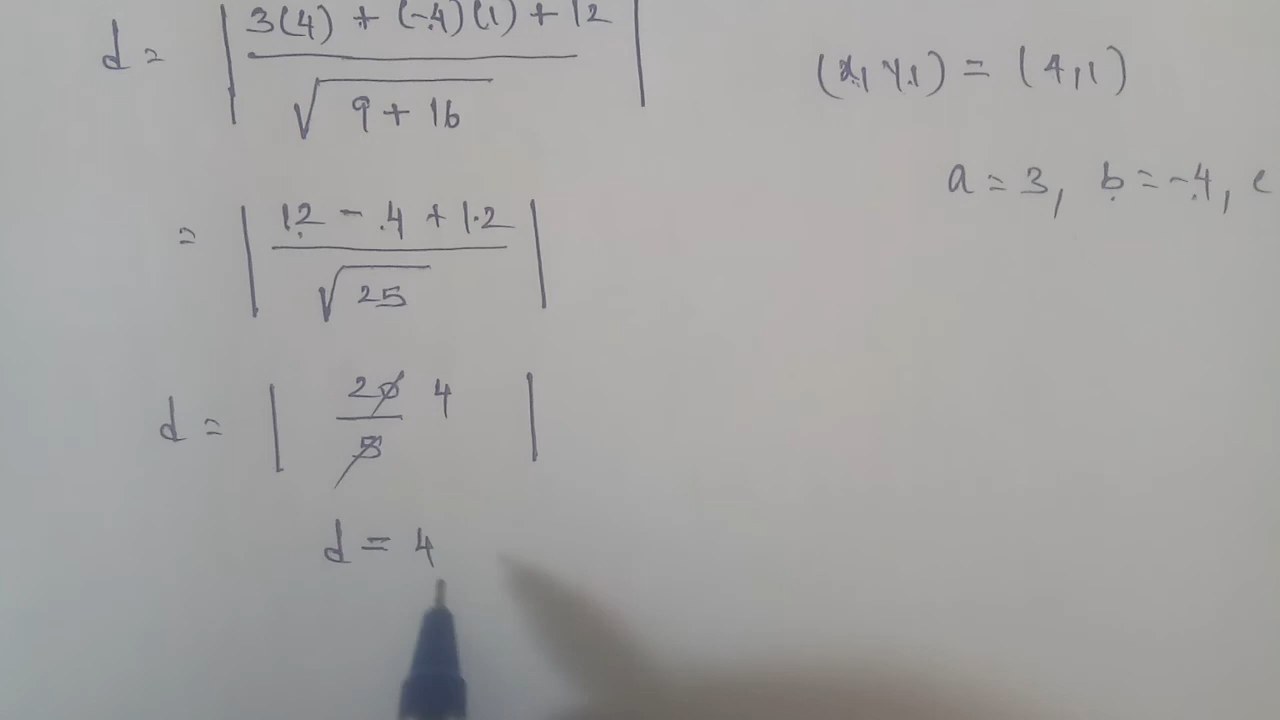 d = | 3(4) + (-4)(1) + 12 / √9 + 16 |
(x1, y1) = (4,1)
a = 3, b = -4, c
= | 12 - 4 + 12 / √25 |
d = | 20 / 5 4 |
d = 4